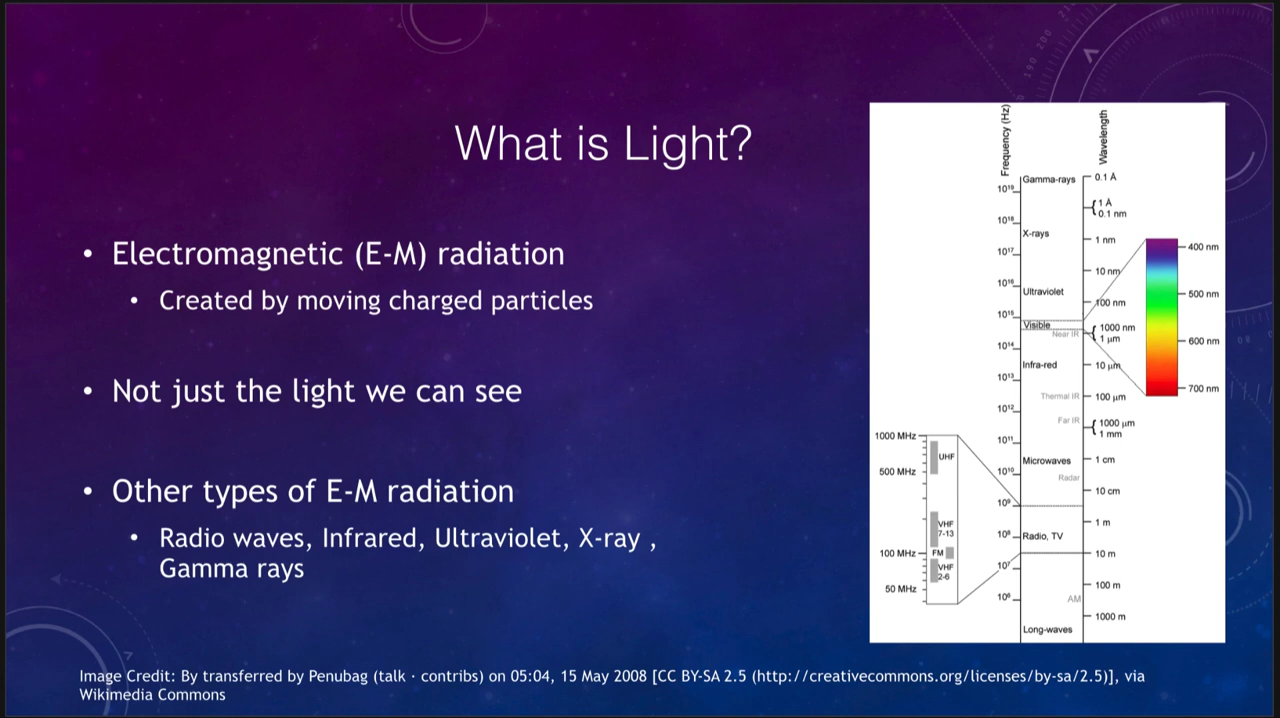 What is Light?
• Electromagnetic (E-M) radiation
• Created by moving charged particles
• Not just the light we can see
• Other types of E-M radiation
• Radio waves, Infrared, Ultraviolet, X-ray ,
Gamma rays
Frequency (Hz)
Wavelength
Gamma-rays
0.1 Å
10¹⁹
1 Å
0.1 nm
10¹⁸
X-rays
1 nm
400 nm
10¹⁷
10 nm
10¹⁶
Ultraviolet
500 nm
100 nm
10¹⁵
Visible
Near IR
1000 nm
1 µm
600 nm
10¹⁴
Infra-red
10 µm
10¹³
700 nm
Thermal IR
100 µm
10¹²
Far IR
1000 µm
1 mm
1000 MHz
10¹¹
UHF
Microwaves
1 cm
500 MHz
10¹⁰
Radar
10 cm
10⁹
1 m
VHF
7-13
10⁸
Radio, TV
100 MHz
FM
10 m
10⁷
VHF
2-6
50 MHz
100 m
10⁶
AM
1000 m
Long-waves
Image Credit: By transferred by Penubag (talk · contribs) on 05:04, 15 May 2008 [CC BY-SA 2.5 (http://creativecommons.org/licenses/by-sa/2.5)], via
Wikimedia Commons